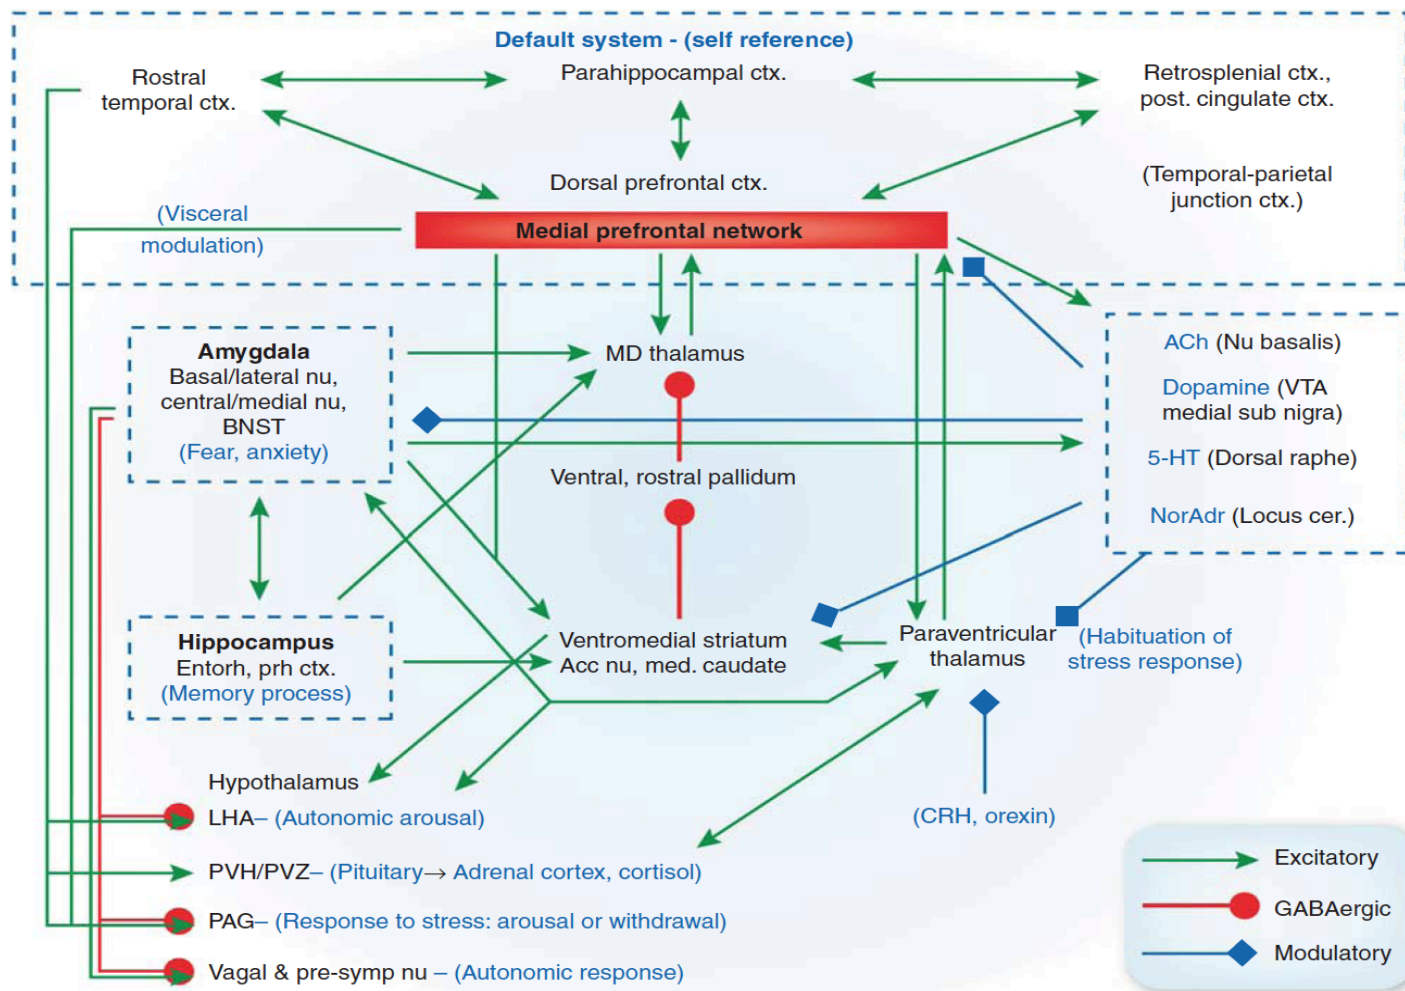 Default system - (self reference)
Rostral
temporal ctx.
Parahippocampal ctx.
Retrosplenial ctx.,
post. cingulate ctx.
Dorsal prefrontal ctx.
(Temporal-parietal
junction ctx.)
(Visceral
modulation)
Medial prefrontal network
Amygdala
Basal/lateral nu,
central/medial nu,
BNST
(Fear, anxiety)
MD thalamus
ACh (Nu basalis)
Dopamine (VTA
medial sub nigra)
5-HT (Dorsal raphe)
NorAdr (Locus cer.)
Ventral, rostral pallidum
Hippocampus
Entorh, prh ctx.
(Memory process)
Ventromedial striatum
Acc nu, med. caudate
Paraventricular
thalamus
(Habituation of
stress response)
Hypothalamus
LHA– (Autonomic arousal)
(CRH, orexin)
PVH/PVZ– (Pituitary→ Adrenal cortex, cortisol)
PAG– (Response to stress: arousal or withdrawal)
Vagal & pre-symp nu – (Autonomic response)
Excitatory
GABAergic
Modulatory